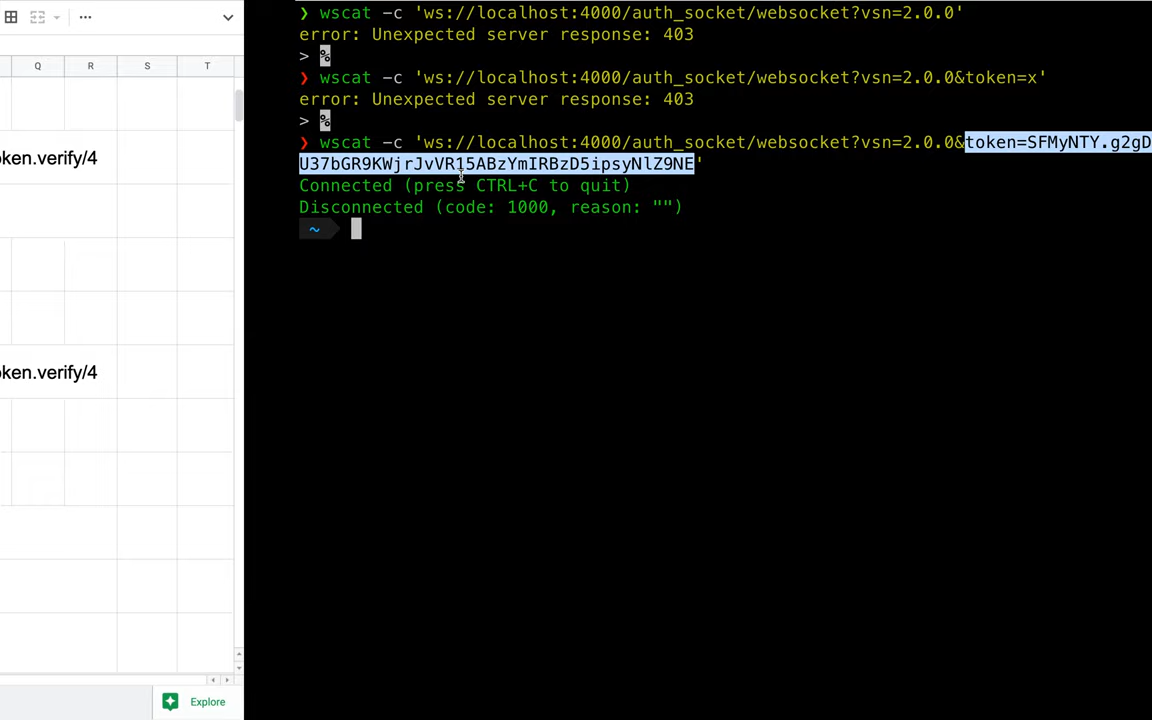 Q R S T
oken.verify/4
oken.verify/4
Explore
❯ wscat -c 'ws://localhost:4000/auth_socket/websocket?vsn=2.0.0'
error: Unexpected server response: 403
> %
❯ wscat -c 'ws://localhost:4000/auth_socket/websocket?vsn=2.0.0&token=x'
error: Unexpected server response: 403
> %
❯ wscat -c 'ws://localhost:4000/auth_socket/websocket?vsn=2.0.0&token=SFMyNTY.g2gD
U37bGR9KWjrJvVR15ABzYmIRBzD5ipsyNlZ9NE'
Connected (press CTRL+C to quit)
Disconnected (code: 1000, reason: "")
~